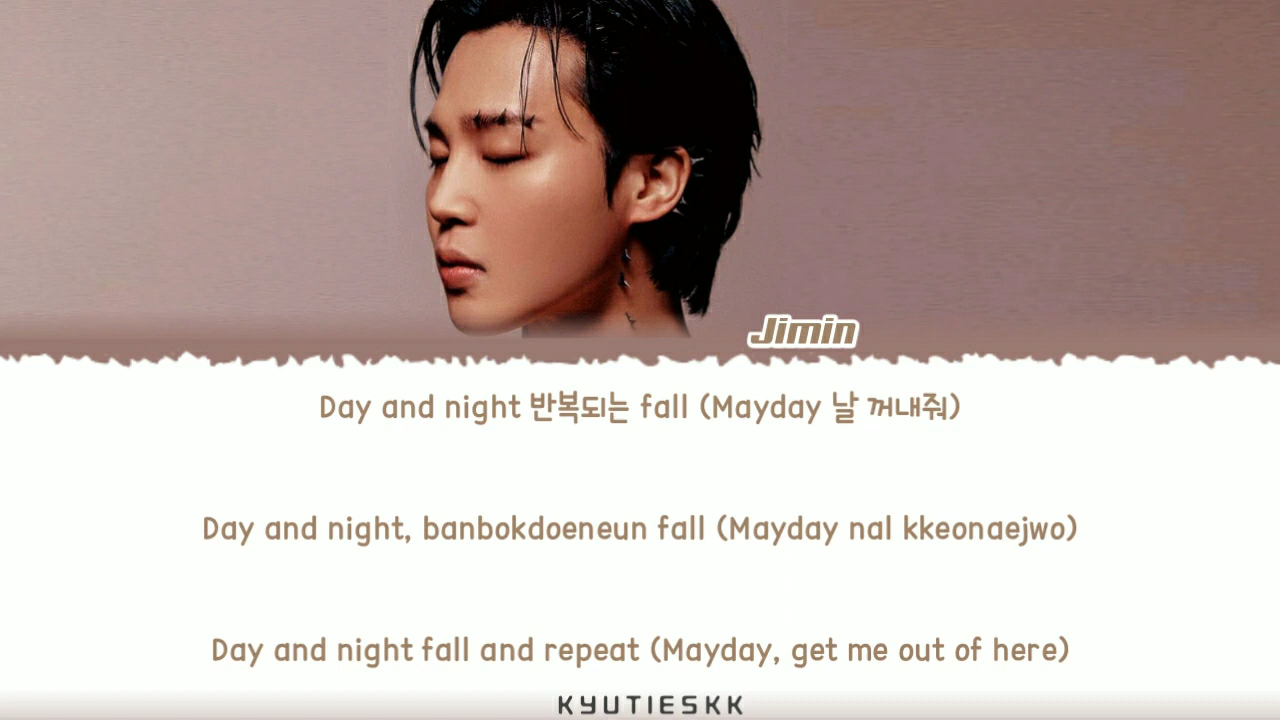 Jimin
Day and night 반복되는 fall (Mayday 날 꺼내줘)
Day and night, banbokdoeneun fall (Mayday nal kkeonaejwo)
Day and night fall and repeat (Mayday, get me out of here)
KYUTIESKK